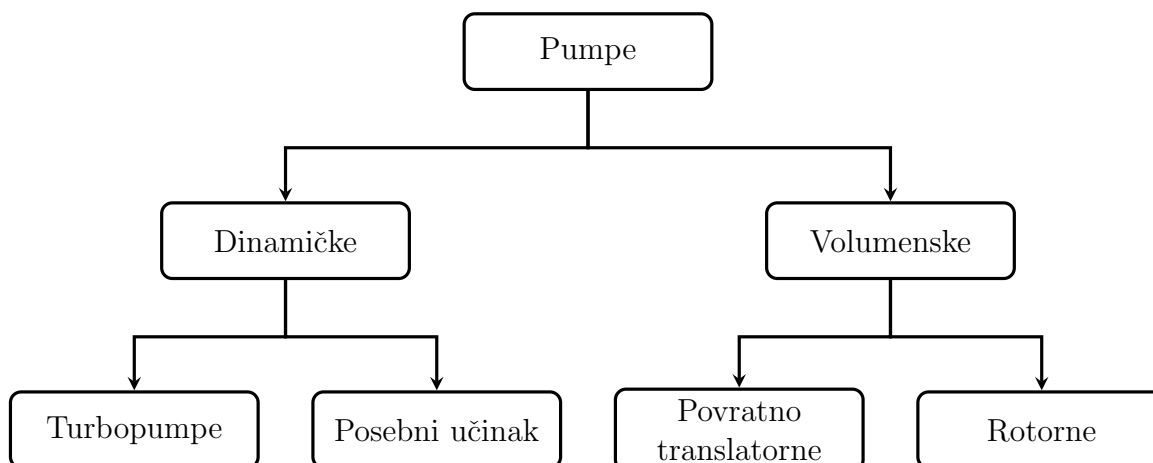 Pumpe
Dinamičke
Volumenske
Turbopumpe
Posebni učinak
Povratno
translatorne
Rotorne